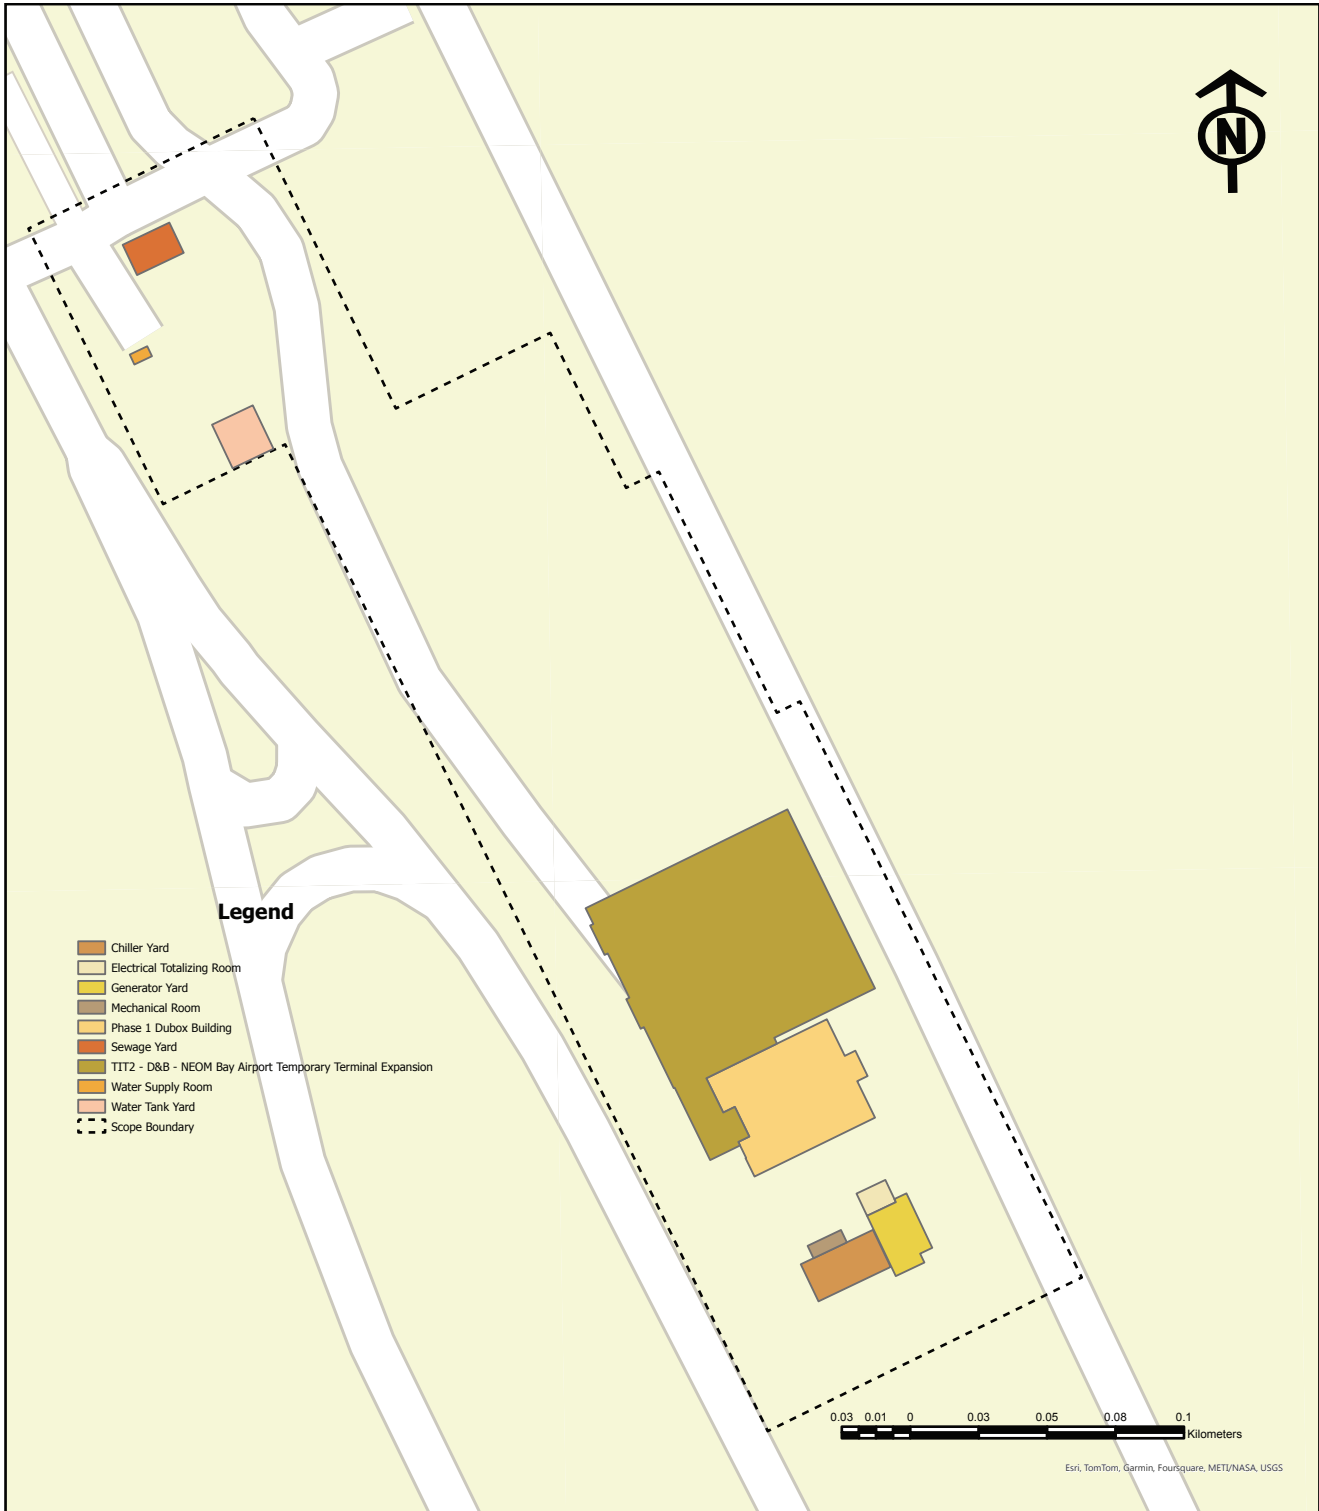 N
Legend
Chiller Yard
Electrical Totalizing Room
Generator Yard
Mechanical Room
Phase 1 Dubox Building
Sewage Yard
TIT2 - D&B - NEOM Bay Airport Temporary Terminal Expansion
Water Supply Room
Water Tank Yard
Scope Boundary
0.03 0.01 0 0.03 0.05 0.08 0.1
Kilometers
Esri, TomTom, Garmin, Foursquare, METI/NASA, USGS